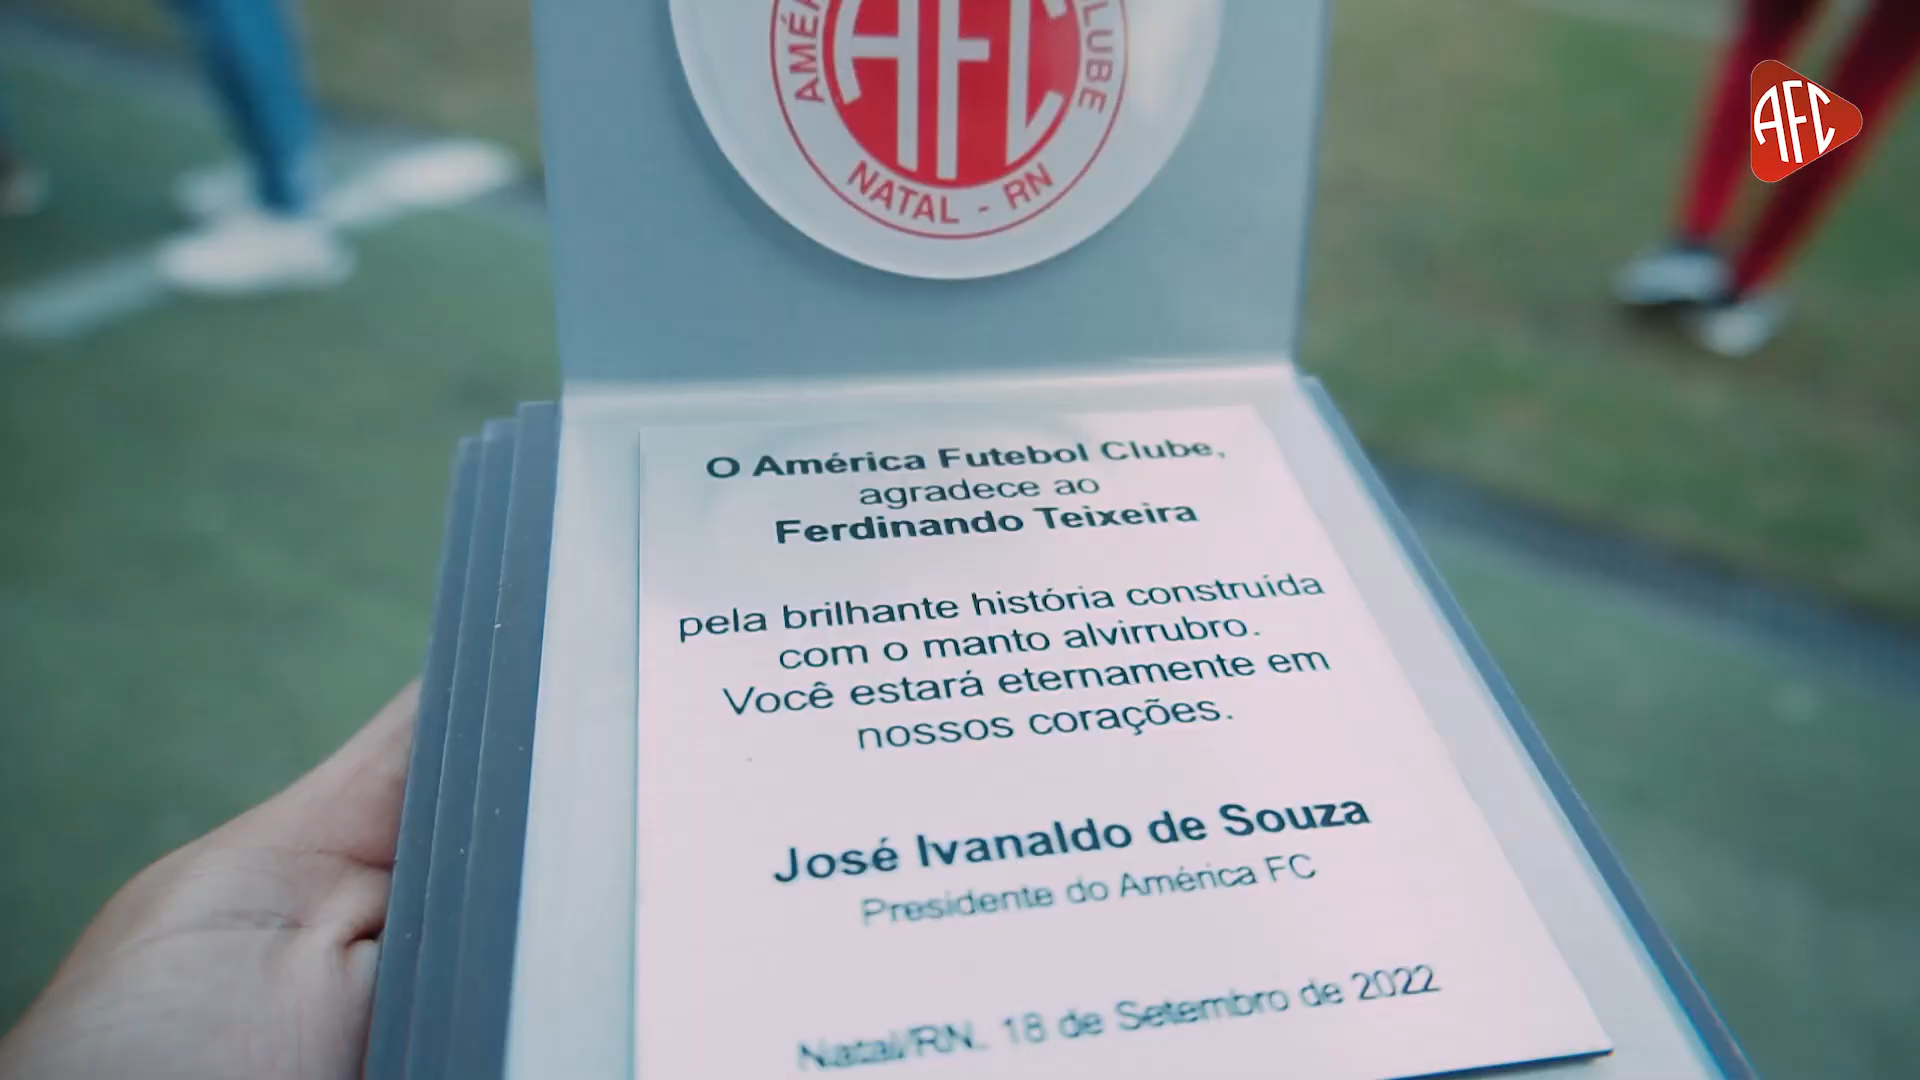 AFC
CLUBE
AFC
NATAL - RN
O América Futebol Clube,
agradece ao
Ferdinando Teixeira
pela brilhante história construída
com o manto alvirrubro.
Você estará eternamente em
nossos corações.
José Ivanaldo de Souza
Presidente do América FC
Natal/RN. 18 de Setembro de 2022